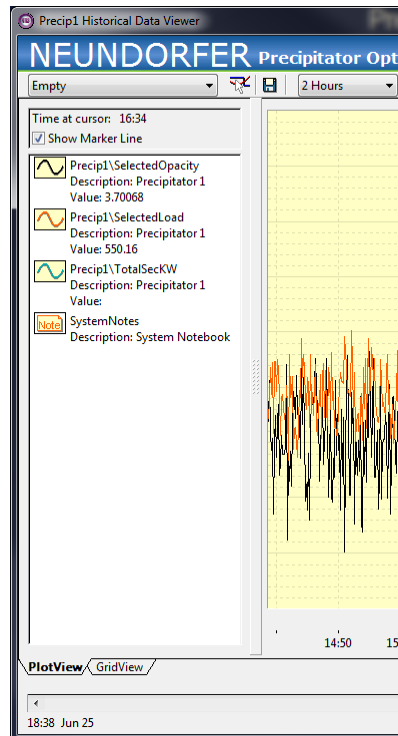 Precip1 Historical Data Viewer
NEUNDORFER Precipitator Opt
Empty
2 Hours
Time at cursor: 16:34
Show Marker Line
Precip1\SelectedOpacity
Description: Precipitator 1
Value: 3.70068
Precip1\SelectedLoad
Description: Precipitator 1
Value: 550.16
Precip1\TotalSecKW
Description: Precipitator 1
Value:
Note
SystemNotes
Description: System Notebook
14:50
15
PlotView
GridView
18:38 Jun 25